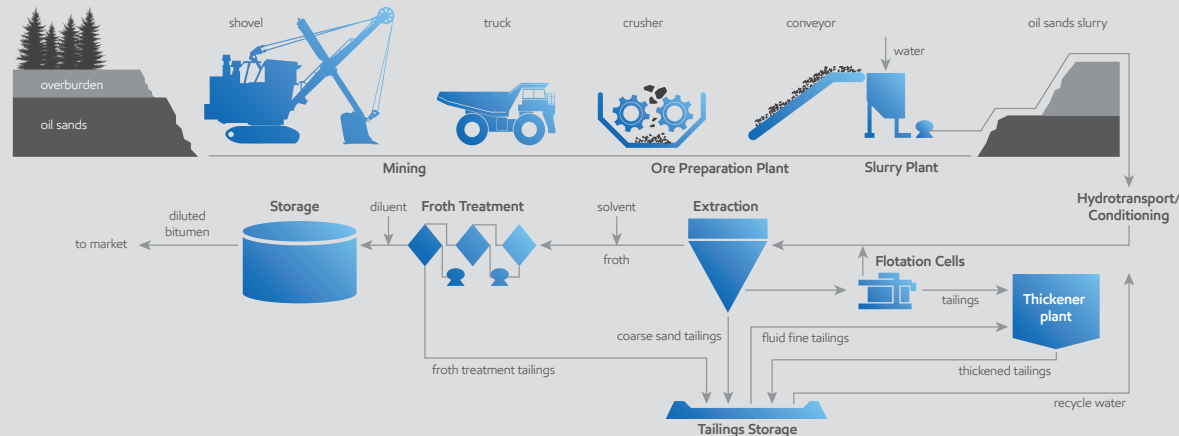 shovel
truck
crusher
conveyor
oil sands slurry
water
overburden
oil sands
Mining
Ore Preparation Plant
Slurry Plant
Hydrotransport/
Conditioning
Storage
diluent
Froth Treatment
solvent
Extraction
diluted
bitumen
to market
froth
Flotation Cells
tailings
Thickener
plant
coarse sand tailings
fluid fine tailings
froth treatment tailings
thickened tailings
recycle water
Tailings Storage